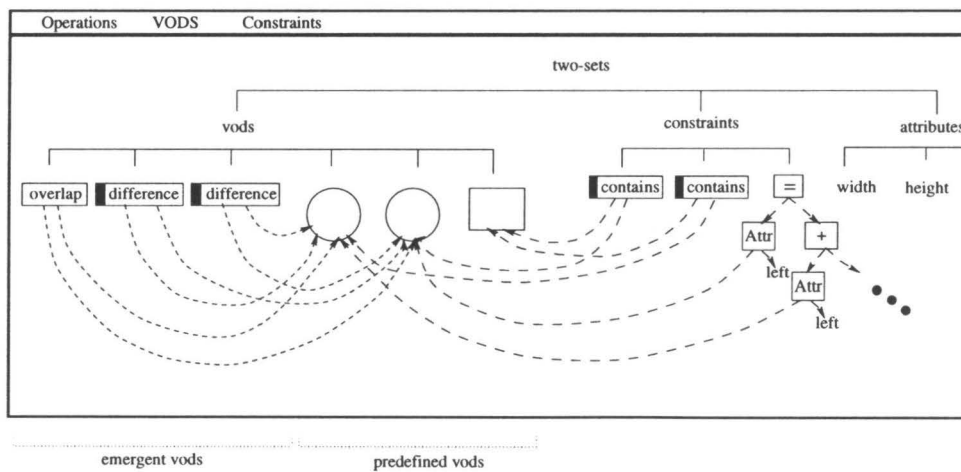 Operations VODS Constraints
two-sets
vods constraints attributes
overlap difference difference contains contains = width height
Attr +
left Attr
left
emergent vods predefined vods